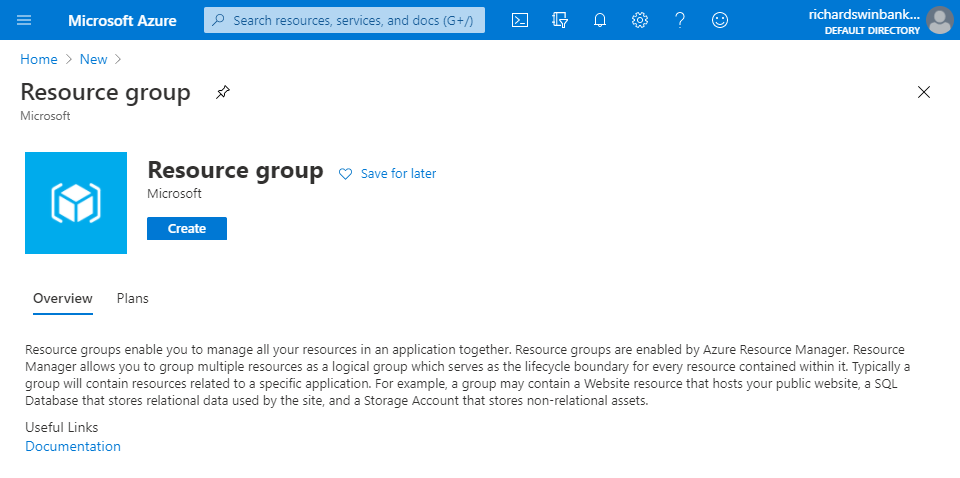 Microsoft Azure
Search resources, services, and docs (G+/)
richardswinbank...
DEFAULT DIRECTORY
Home > New >
Resource group
Microsoft
Resource group
Save for later
Microsoft
Create
Overview
Plans
Resource groups enable you to manage all your resources in an application together. Resource groups are enabled by Azure Resource Manager. Resource
Manager allows you to group multiple resources as a logical group which serves as the lifecycle boundary for every resource contained within it. Typically a
group will contain resources related to a specific application. For example, a group may contain a Website resource that hosts your public website, a SQL
Database that stores relational data used by the site, and a Storage Account that stores non-relational assets.
Useful Links
Documentation